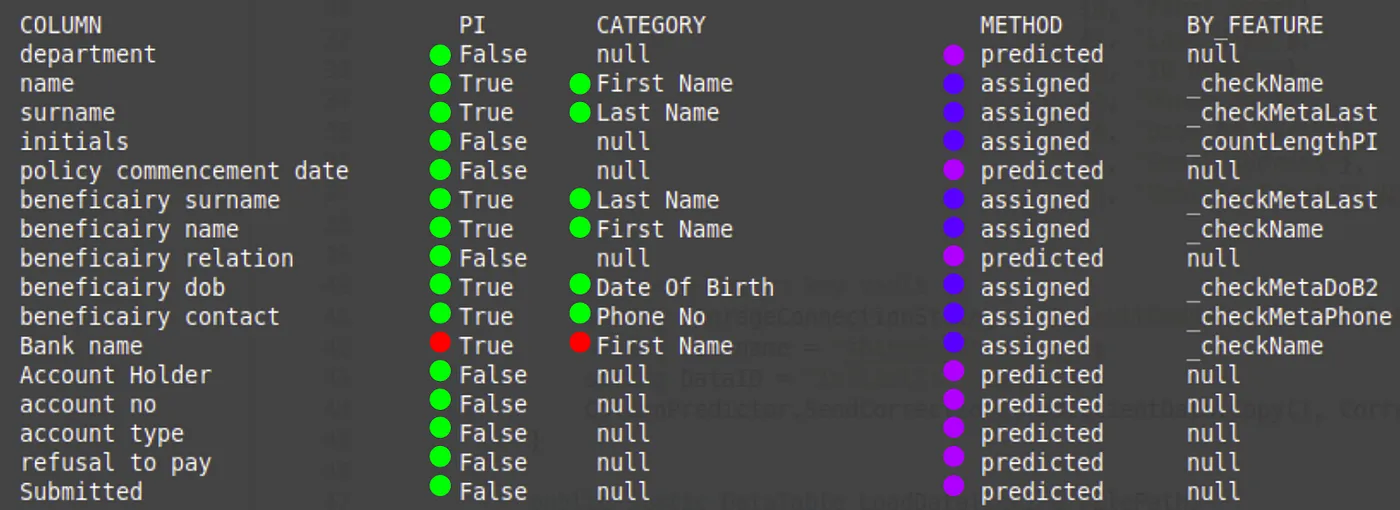 COLUMN PI CATEGORY METHOD BY_FEATURE
department False null predicted null
name True First Name assigned _checkName
surname True Last Name assigned _checkMetaLast
initials False null assigned _countLengthPI
policy commencement date False null predicted null
beneficairy surname True Last Name assigned _checkMetaLast
beneficairy name True First Name assigned _checkName
beneficairy relation False null predicted null
beneficairy dob True Date Of Birth assigned _checkMetaDoB2
beneficairy contact True Phone No assigned _checkMetaPhone
Bank name True First Name assigned _checkName
Account Holder False null predicted null
account no False null predicted null
account type False null predicted null
refusal to pay False null predicted null
Submitted False null predicted null